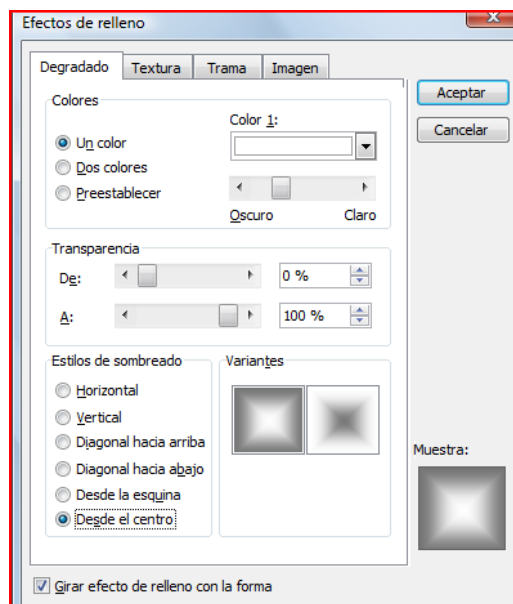 Efectos de relleno
Degradado Textura Trama Imagen
Aceptar
Cancelar
Colores
Un color
Dos colores
Preestablecer
Color 1:
Oscuro Claro
Transparencia
De: 0 %
A: 100 %
Estilos de sombreado
Horizontal
Vertical
Diagonal hacia arriba
Diagonal hacia abajo
Desde la esquina
Desde el centro
Variantes
Muestra:
Girar efecto de relleno con la forma